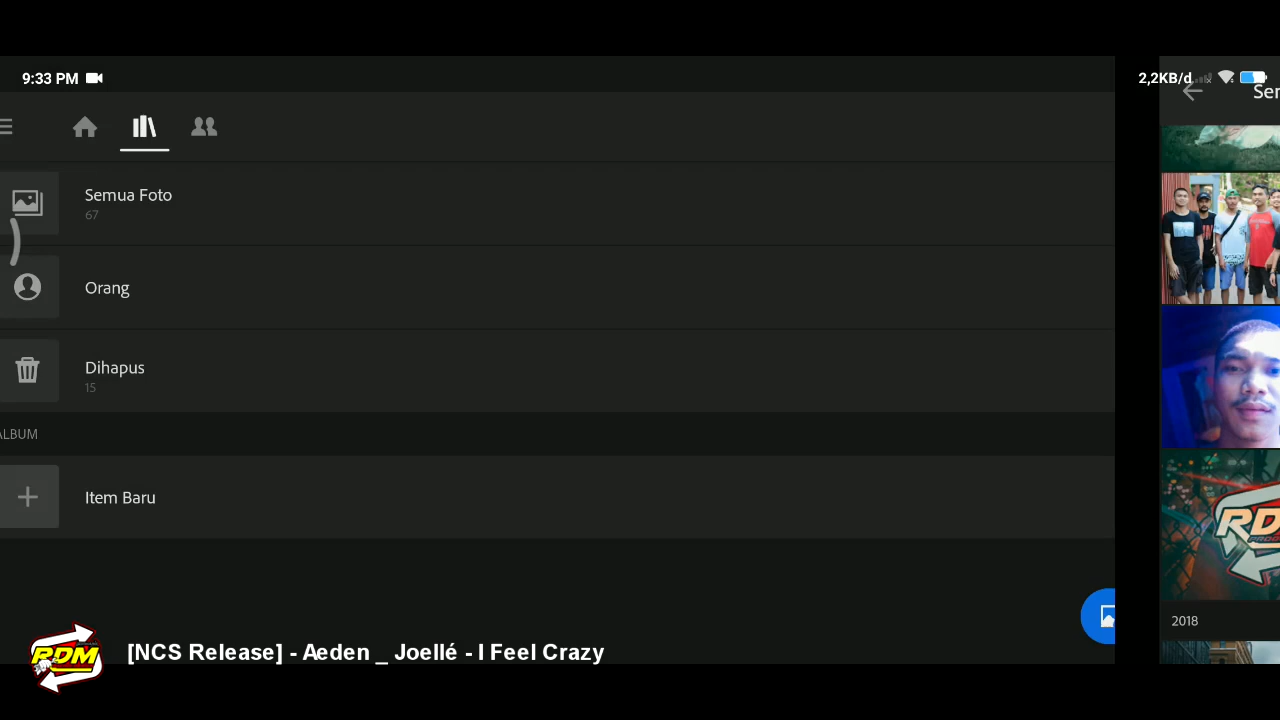 9:33 PM
2,2KB/d
Semua Foto
67
Orang
Dihapus
15
ALBUM
Item Baru
2018
RDM
[NCS Release] - Aeden _ Joellé - I Feel Crazy